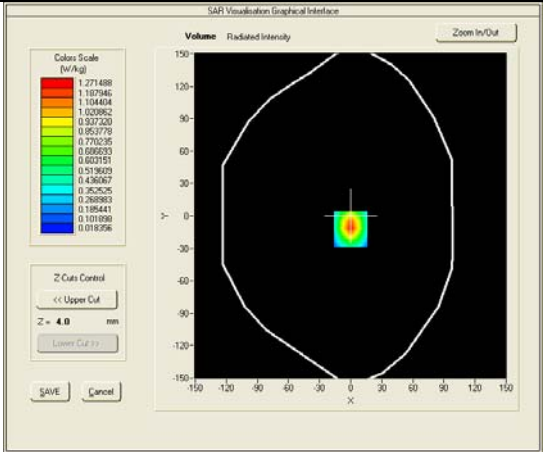 SAR Visualisation Graphical Interface
Volume Radiated Intensity
Zoom In/Out
Colors Scale
(W/kg)
1.271488
1.187946
1.104404
1.020862
0.937320
0.853778
0.770235
0.686693
0.603151
0.519609
0.436067
0.352525
0.268983
0.185441
0.101898
0.018356
Z-Cuts Control
<< Upper Cut
Z = 4.0 mm
Lower Cut >>
SAVE Cancel
150
120
90
60
30
0
-30
-60
-90
-120
-150
Y
-150 -120 -90 -60 -30 0 30 60 90 120 150
X